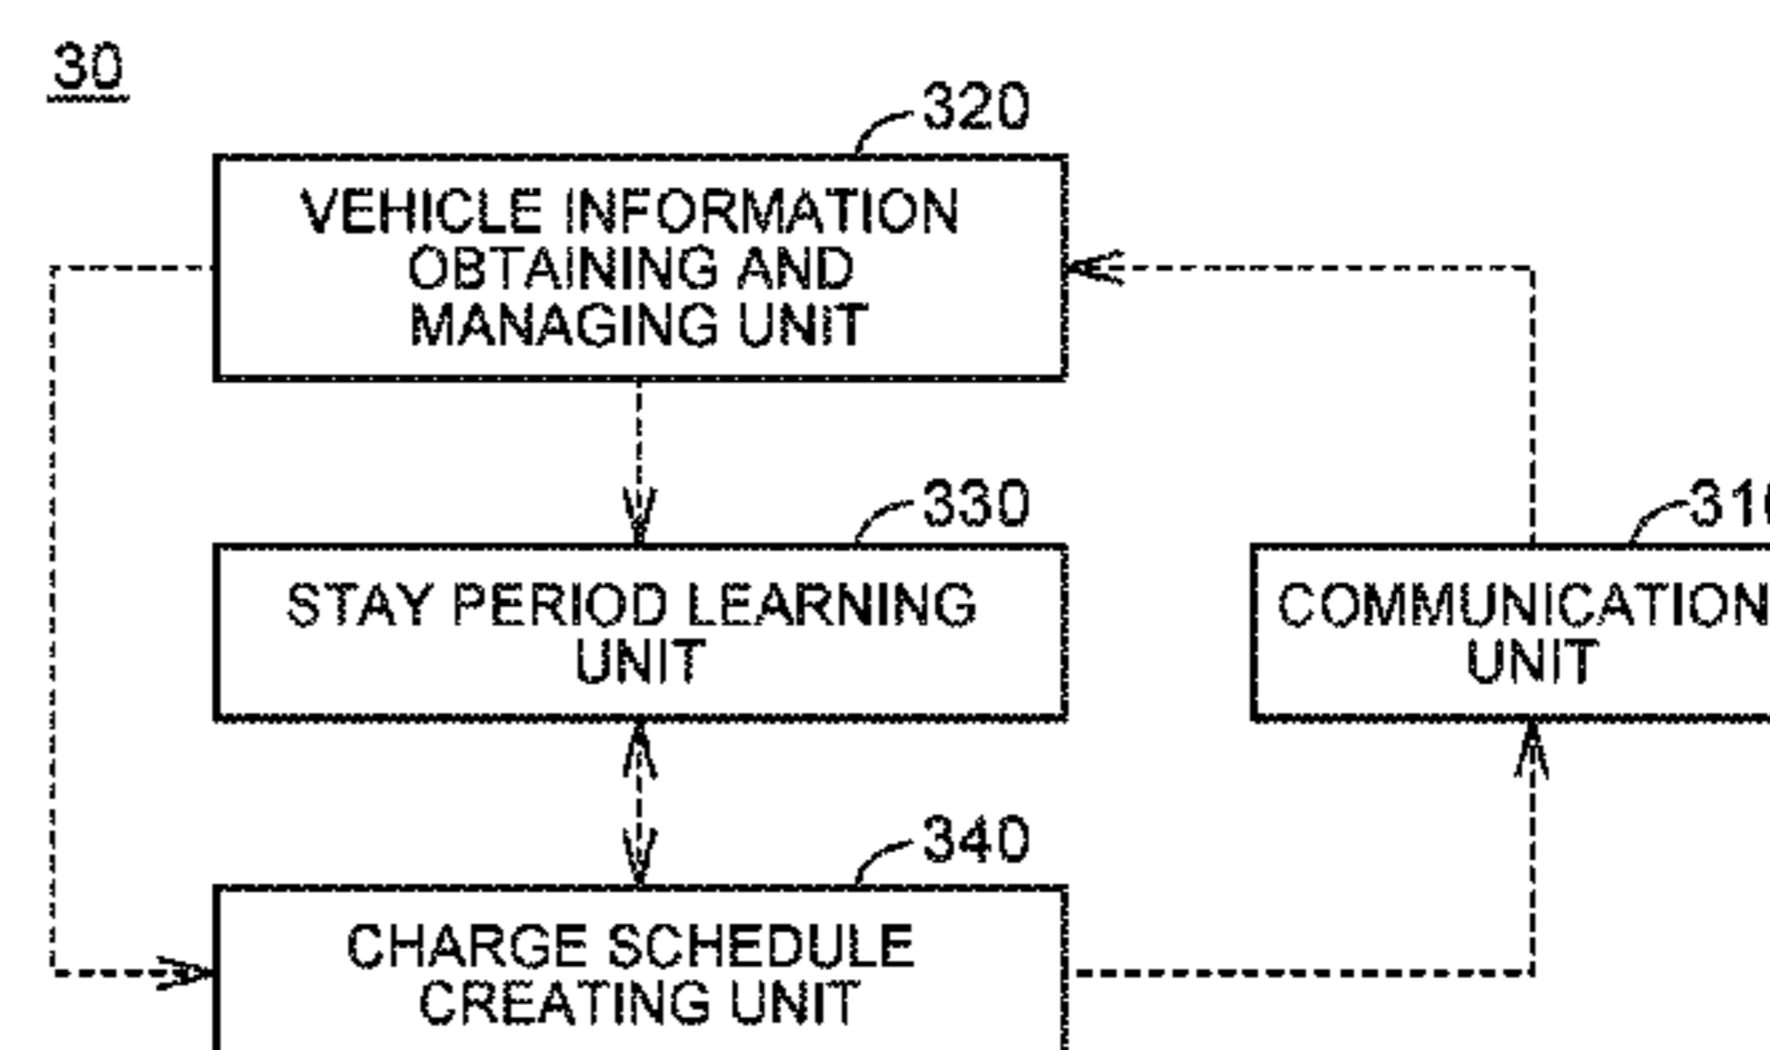 30
320
VEHICLE INFORMATION
OBTAINING AND
MANAGING UNIT
330
STAY PERIOD LEARNING
UNIT
COMMUNICATION
UNIT
340
CHARGE SCHEDULE
CREATING UNIT